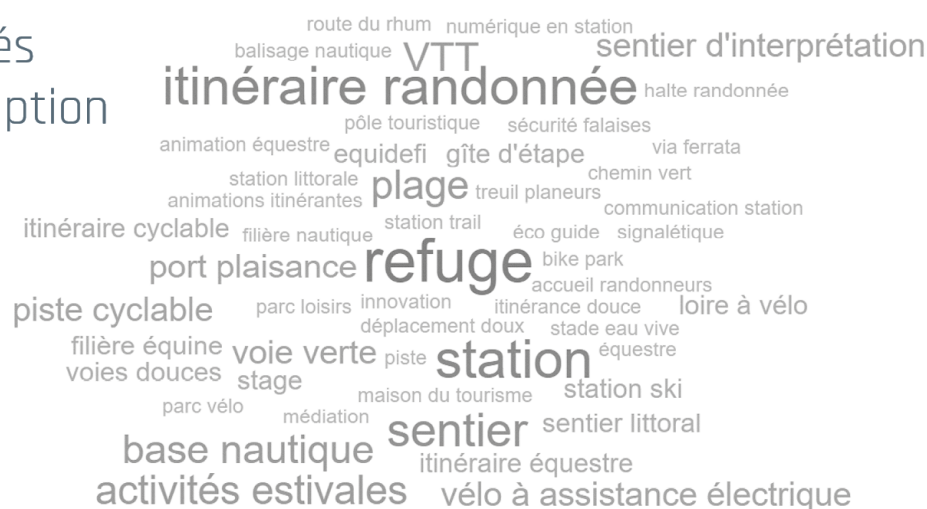 és
ption
route du rhum numérique en station
balisage nautique VTT sentier d'interprétation
itinéraire randonnée halte randonnée
pôle touristique sécurité falaises
animation équestre equidefi gîte d'étape via ferrata
station littorale plage treuil planeurs chemin vert
animations itinérantes communication station
itinéraire cyclable filière nautique station trail éco guide signalétique
port plaisance refuge bike park
accueil randonneurs
piste cyclable parc loisirs innovation itinérance douce loire à vélo
déplacement doux stade eau vive
filière équine voie verte piste station équestre
voies douces stage maison du tourisme station ski
parc vélo médiation sentier sentier littoral
base nautique itinéraire équestre
activités estivales vélo à assistance électrique